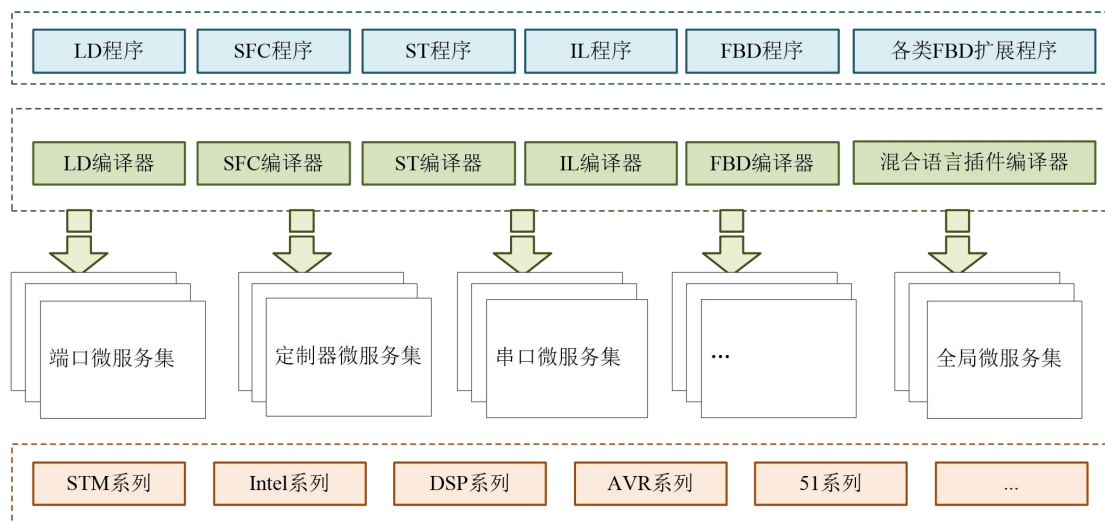 LD程序
SFC程序
ST程序
IL程序
FBD程序
各类FBD扩展程序
LD编译器
SFC编译器
ST编译器
IL编译器
FBD编译器
混合语言插件编译器
端口微服务集
定制器微服务集
串口微服务集
...
全局微服务集
STM系列
Intel系列
DSP系列
AVR系列
51系列
...